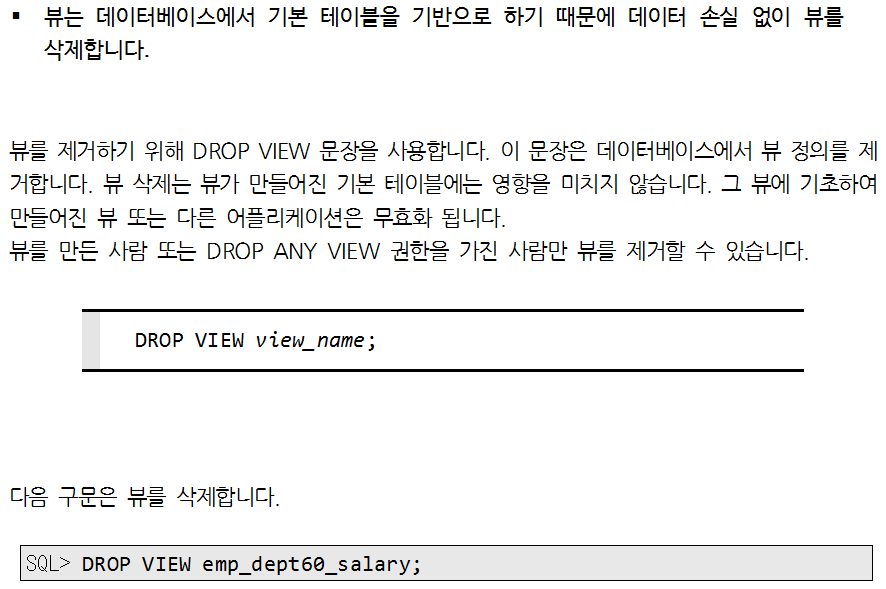 ▪ 뷰는 데이터베이스에서 기본 테이블을 기반으로 하기 때문에 데이터 손실 없이 뷰를
삭제합니다.
뷰를 제거하기 위해 DROP VIEW 문장을 사용합니다. 이 문장은 데이터베이스에서 뷰 정의를 제
거합니다. 뷰 삭제는 뷰가 만들어진 기본 테이블에는 영향을 미치지 않습니다. 그 뷰에 기초하여
만들어진 뷰 또는 다른 어플리케이션은 무효화 됩니다.
뷰를 만든 사람 또는 DROP ANY VIEW 권한을 가진 사람만 뷰를 제거할 수 있습니다.
DROP VIEW view_name;
다음 구문은 뷰를 삭제합니다.
SQL> DROP VIEW emp_dept60_salary;